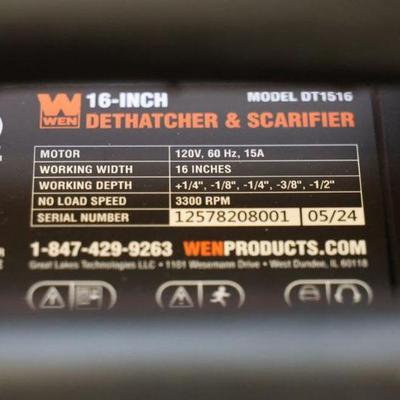 WEN 16-INCH MODEL DT1516
DETHATCHER & SCARIFIER
MOTOR 120V, 60 Hz, 15A
WORKING WIDTH 16 INCHES
WORKING DEPTH +1/4", -1/8", -1/4", -3/8", -1/2"
NO LOAD SPEED 3300 RPM
SERIAL NUMBER 12578208001 05/24
1-847-429-9263 WENPRODUCTS.COM
Great Lakes Technologies LLC • 1101 Wesemann Drive • West Dundee, IL 60118